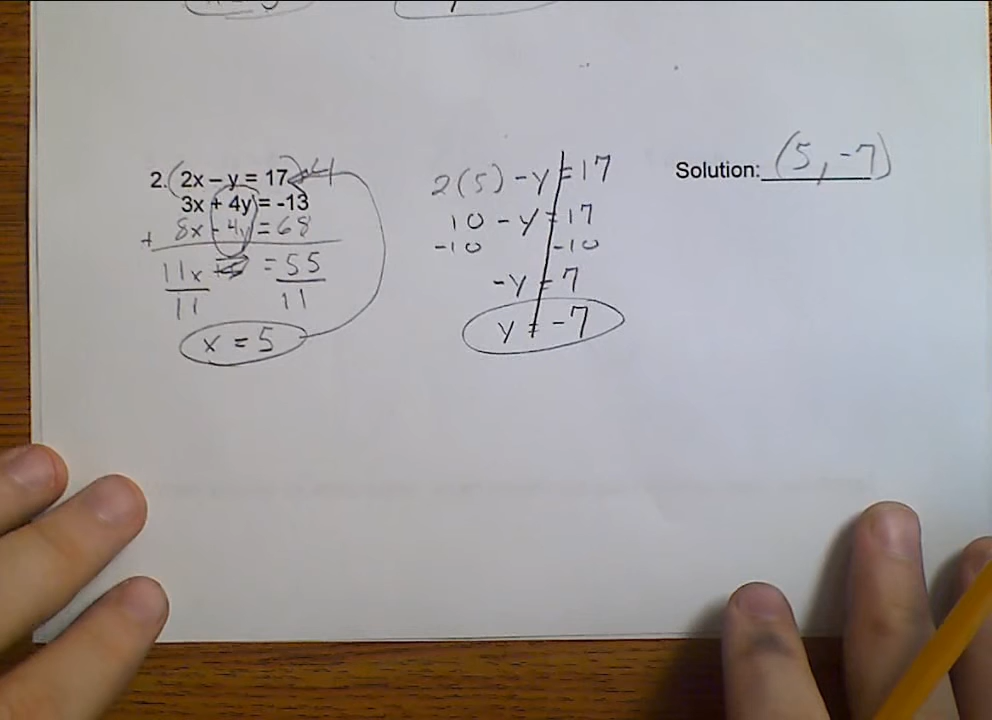 2. (2x – y = 17) 4
3x + 4y = -13
+ 8x - 4y = 68
11x = 55
11 11
x = 5
2(5) - y = 17
10 - y = 17
-10 -10
-y = 7
y = -7
Solution: (5, -7)